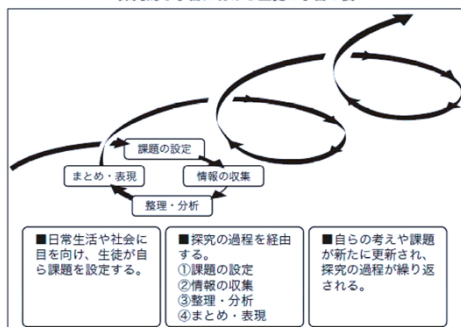 課題の設定
まとめ・表現
情報の収集
整理・分析
■日常生活や社会に
目を向け、生徒が自
ら課題を設定する。
■探究の過程を経由
する。
①課題の設定
②情報の収集
③整理・分析
④まとめ・表現
■自らの考えや課題
が新たに更新され、
探究の過程が繰り返
される。